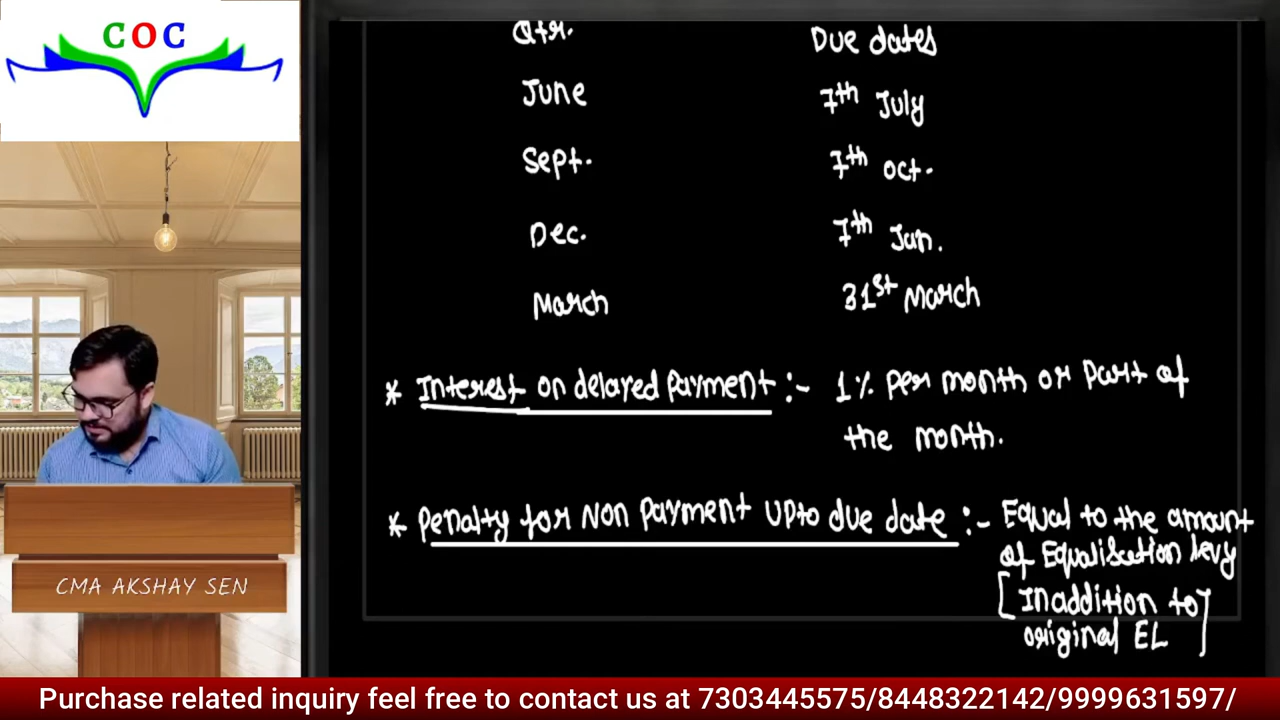 COC
Qtr. Due dates
June 7th July
Sept. 7th Oct.
Dec. 7th Jan.
March 31st March
* Interest on delayed payment :- 1% per month or part of
the month.
* Penalty for Non Payment upto due date :- Equal to the amount
of Equalisation levy
[Inaddition to
original EL]
CMA AKSHAY SEN
Purchase related inquiry feel free to contact us at 7303445575/8448322142/9999631597/